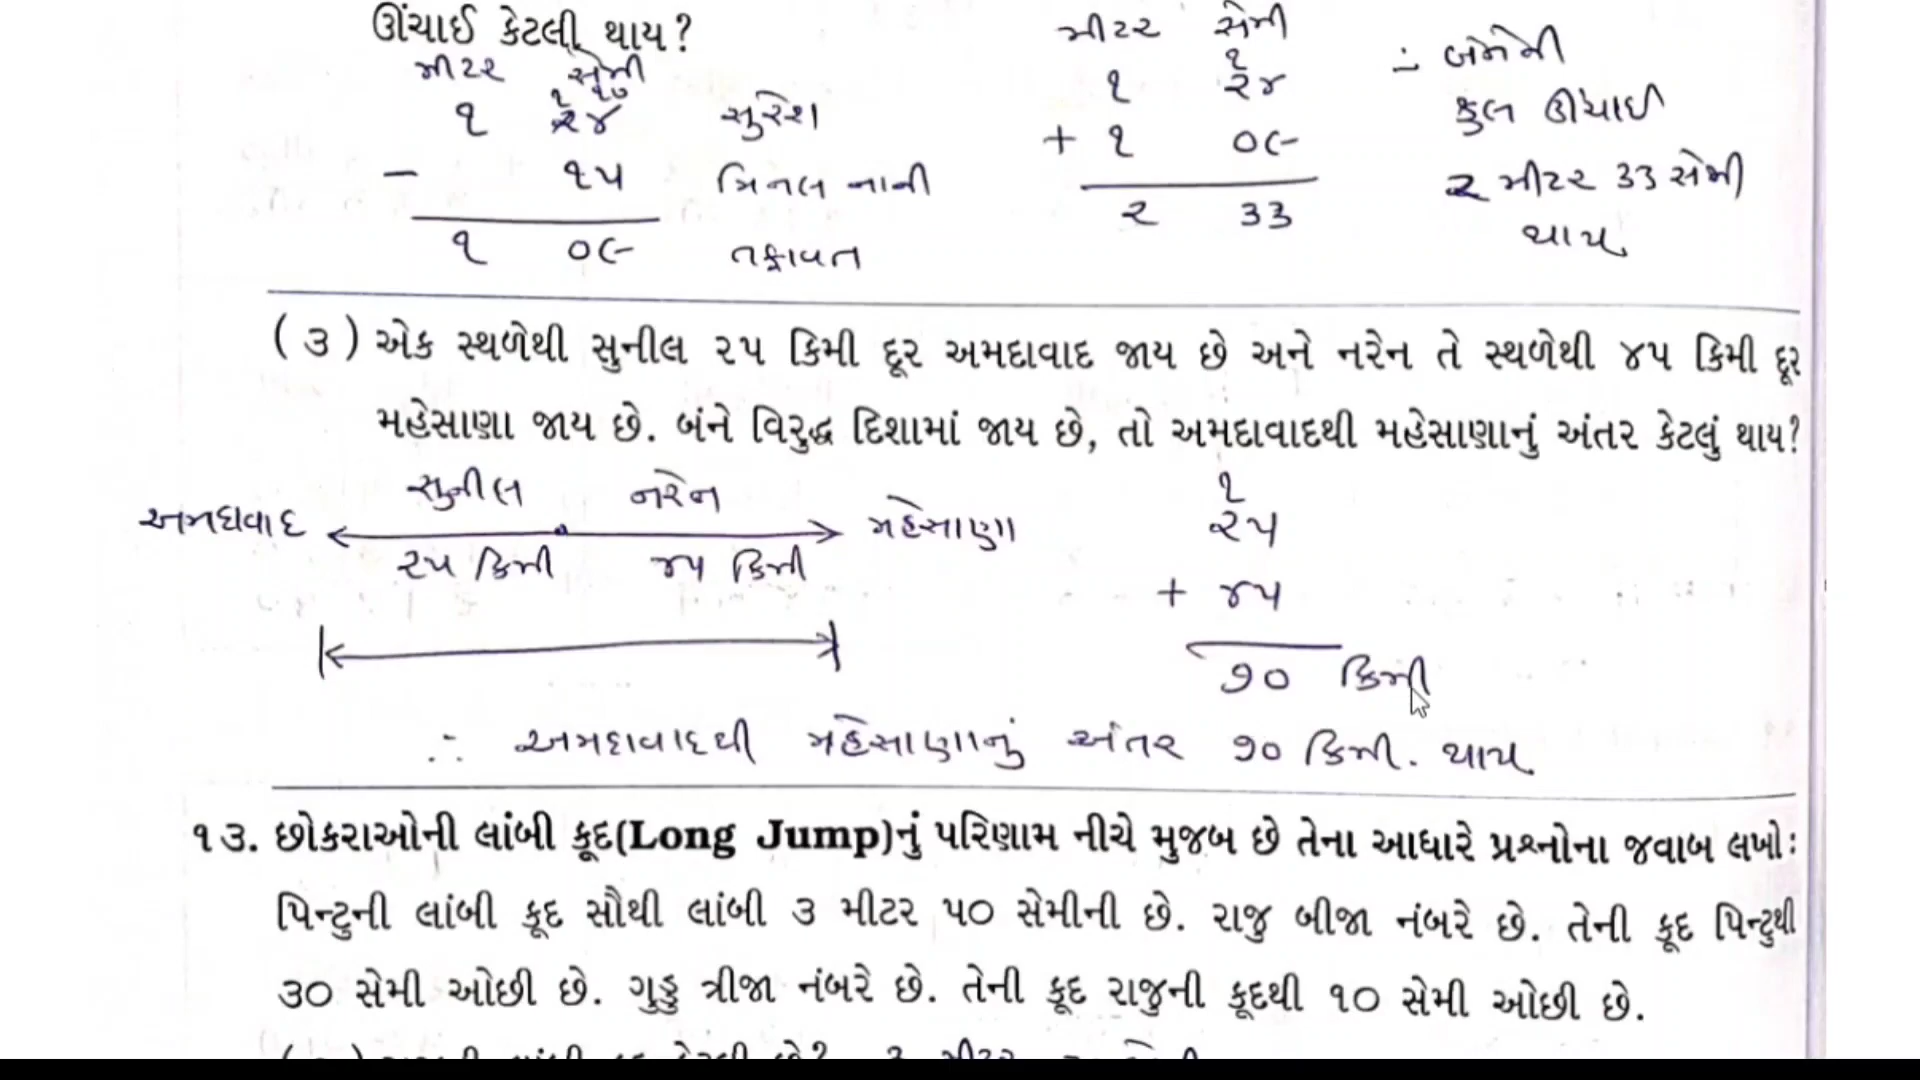 ઊંચાઈ કેટલી થાય?
મીટર સેમી
૧ ૧૦
૧ ૨૪ સુરેશ
− ૧૫ મિનલ નાની
૧ ૦૯ તફાવત
મીટર સેમી
૧
૧ ૨૪
+ ૧ ૦૯
૨ ૩૩
∴ બંનેની
કુલ ઊંચાઈ
૨ મીટર ૩૩ સેમી
થાય
(૩) એક સ્થળેથી સુનીલ ૨૫ કિમી દૂર અમદાવાદ જાય છે અને નરેન તે સ્થળેથી ૪૫ કિમી દૂર
મહેસાણા જાય છે. બંને વિરુદ્ધ દિશામાં જાય છે, તો અમદાવાદથી મહેસાણાનું અંતર કેટલું થાય?
સુનીલ નરેન
અમદાવાદ મહેસાણા
૨૫ કિમી ૪૫ કિમી
૧
૨૫
+ ૪૫
૭૦ કિમી
∴ અમદાવાદથી મહેસાણાનું અંતર ૭૦ કિમી. થાય
૧૩. છોકરાઓની લાંબી કૂદ(Long Jump)નું પરિણામ નીચે મુજબ છે તેના આધારે પ્રશ્નોના જવાબ લખો:
પિન્ટુની લાંબી કૂદ સૌથી લાંબી ૩ મીટર ૫૦ સેમીની છે. રાજુ બીજા નંબરે છે. તેની કૂદ પિન્ટુથી
૩૦ સેમી ઓછી છે. ગુડ્ડુ ત્રીજા નંબરે છે. તેની કૂદ રાજુની કૂદથી ૧૦ સેમી ઓછી છે.